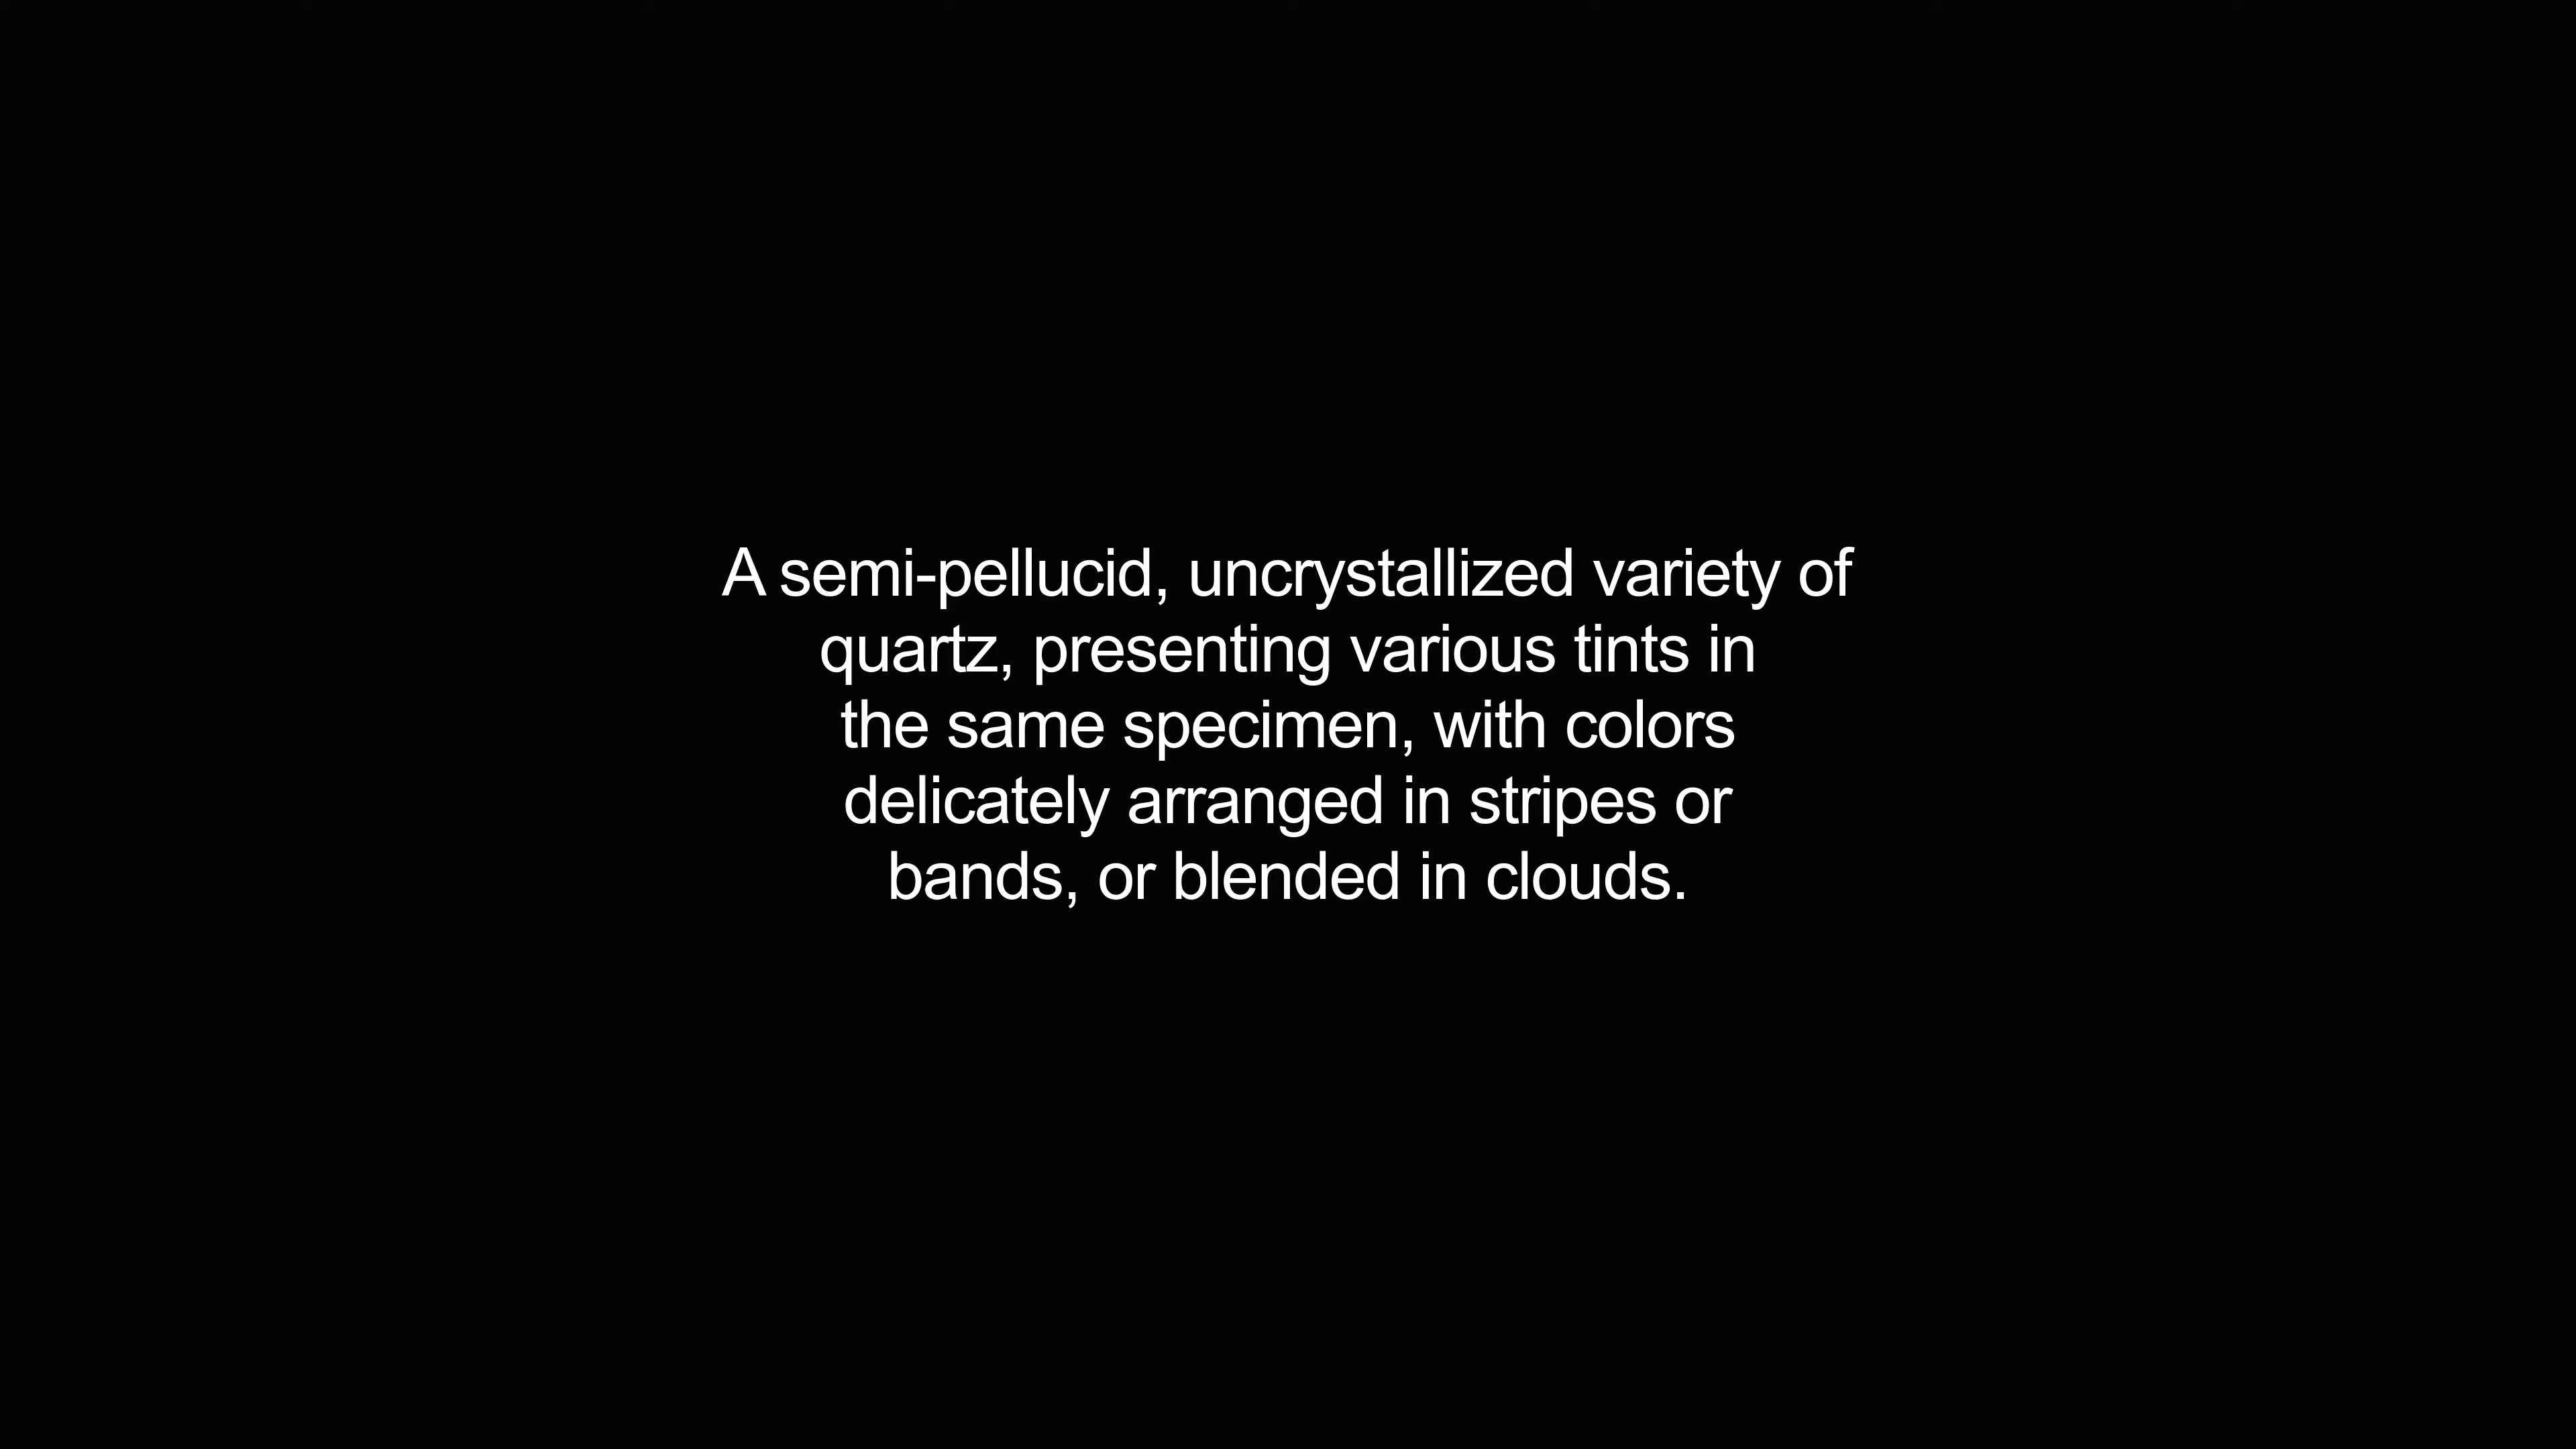 A semi-pellucid, uncrystallized variety of
quartz, presenting various tints in
the same specimen, with colors
delicately arranged in stripes or
bands, or blended in clouds.